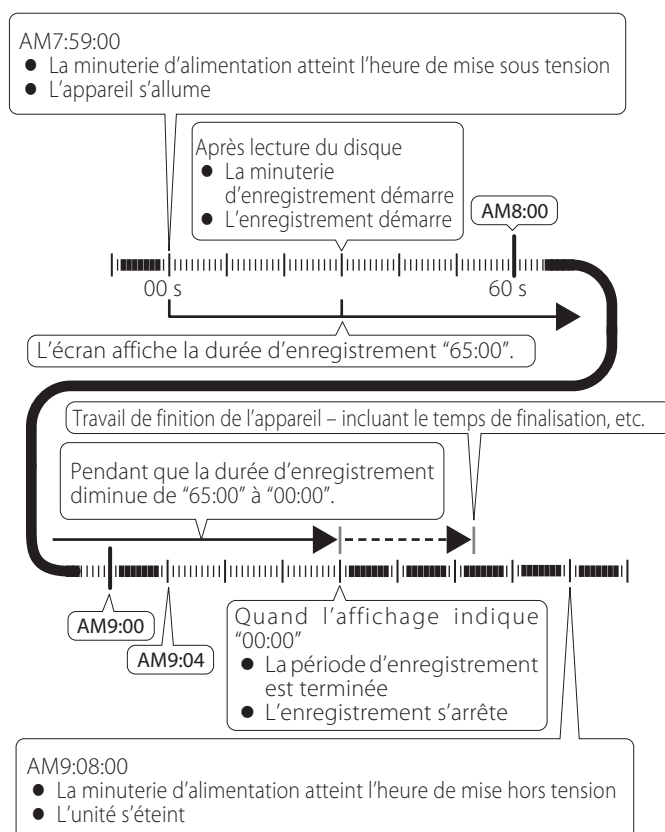 AM7:59:00
● La minuterie d’alimentation atteint l’heure de mise sous tension
● L’appareil s’allume
Après lecture du disque
● La minuterie
d’enregistrement démarre
● L’enregistrement démarre
AM8:00
00 s
60 s
L’écran affiche la durée d’enregistrement “65:00”.
Travail de finition de l’appareil – incluant le temps de finalisation, etc.
Pendant que la durée d’enregistrement
diminue de “65:00” à “00:00”.
AM9:00
AM9:04
Quand l’affichage indique
“00:00”
● La période d’enregistrement
est terminée
● L’enregistrement s’arrête
AM9:08:00
● La minuterie d’alimentation atteint l’heure de mise hors tension
● L’unité s’éteint